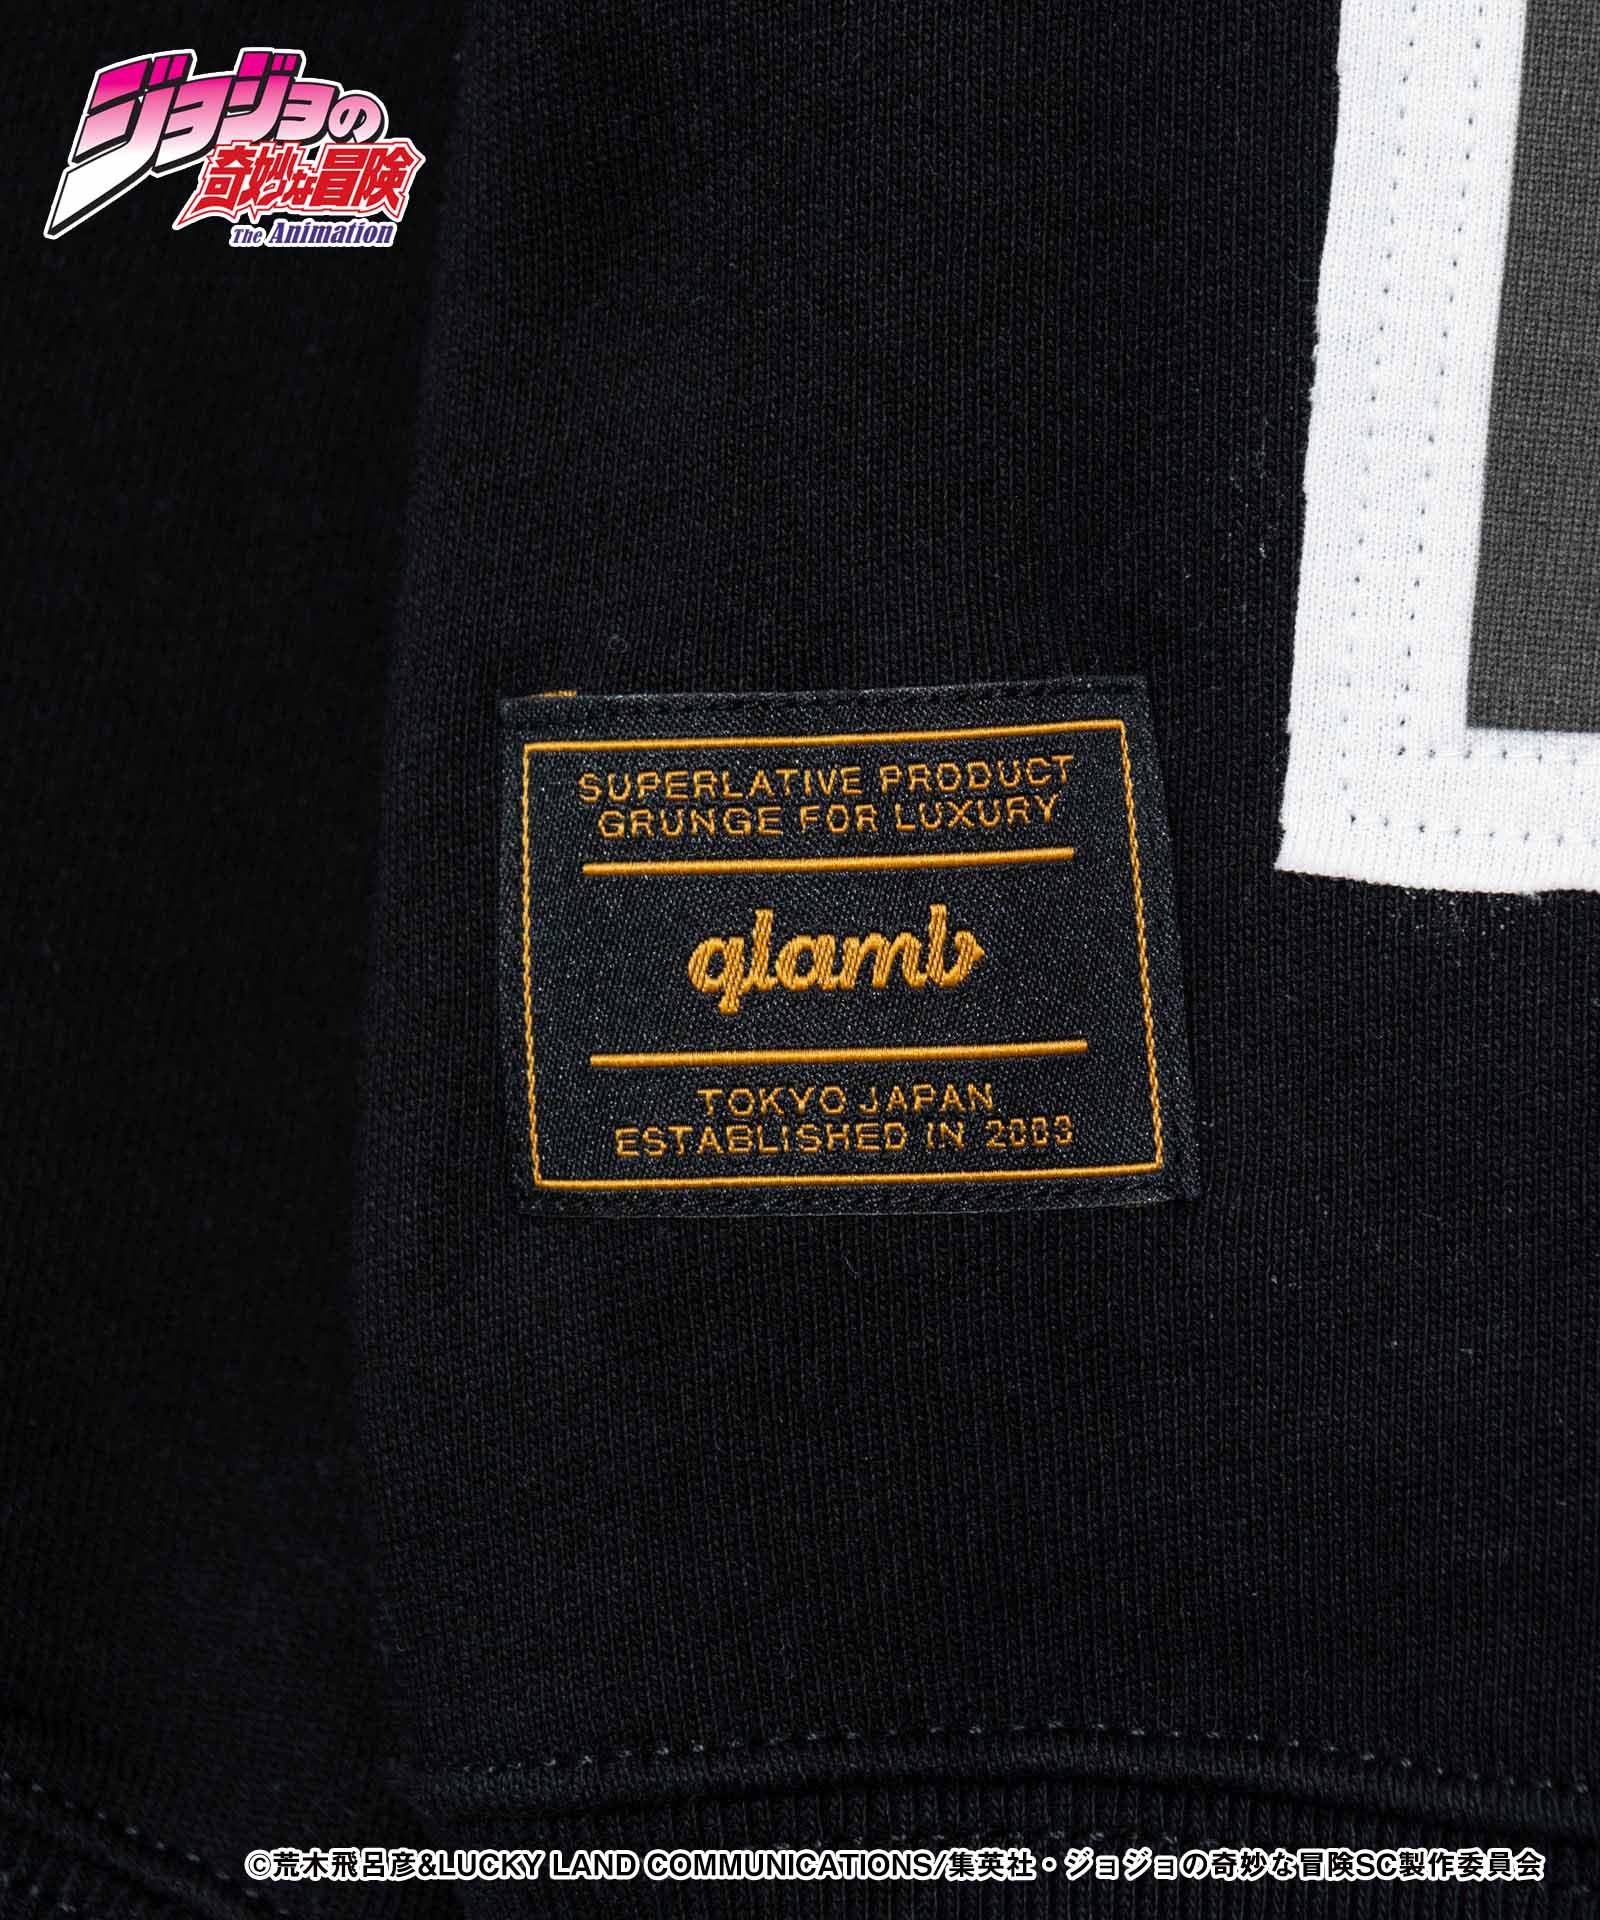 ジョジョの
奇妙な冒険
The Animation
SUPERLATIVE PRODUCT
GRUNGE FOR LUXURY
glamb
TOKYO JAPAN
ESTABLISHED IN 2003
©荒木飛呂彦&LUCKY LAND COMMUNICATIONS/集英社・ジョジョの奇妙な冒険SC製作委員会